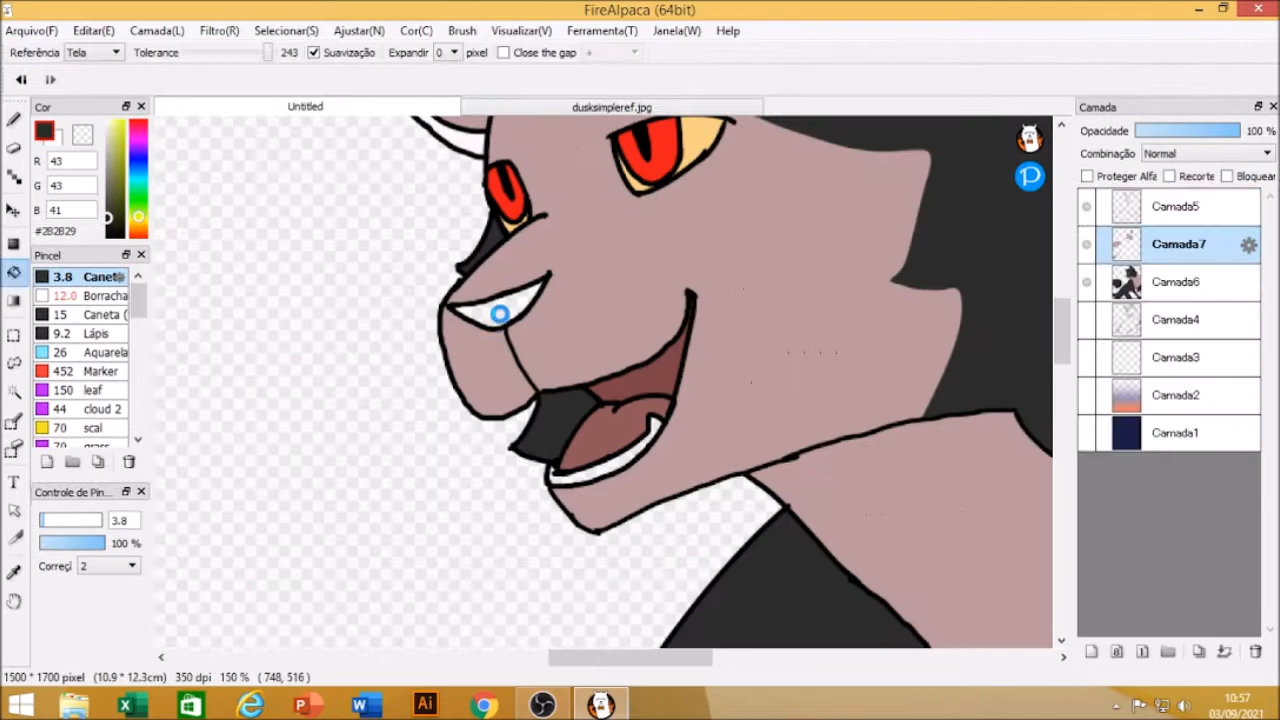 FireAlpaca (64bit)
Arquivo(F) Editar(E) Camada(L) Filtro(R) Selecionar(S) Ajustar(N) Cor(C) Brush Visualizar(V) Ferramenta(T) Janela(W) Help
Referência Tela Tolerance 243 Suavização Expandir 0 pixel Close the gap
Cor Untitled dusksimpleref.jpg Camada
R 43
G 43
B 41
#2B2B29
Opacidade 100 %
Combinação Normal
Proteger Alfa Recorte Bloquear
Pincel
3.8 Caneta
12.0 Borracha
15 Caneta (
9.2 Lápis
26 Aquarela
452 Marker
150 leaf
44 cloud 2
70 scal
70 grass
Camada5
Camada7
Camada6
Camada4
Camada3
Camada2
Camada1
Controle de Pin...
3.8
100 %
Correçi 2
1500 * 1700 pixel (10.9 * 12.3cm) 350 dpi 150 % ( 748, 516 )
10:57
03/09/2021